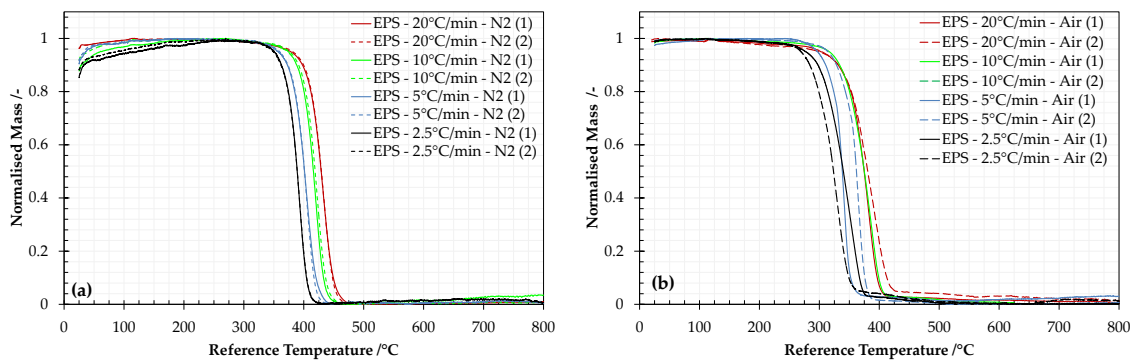 EPS - 20°C/min - N2 (1)
EPS - 20°C/min - N2 (2)
EPS - 10°C/min - N2 (1)
EPS - 10°C/min - N2 (2)
EPS - 5°C/min - N2 (1)
EPS - 5°C/min - N2 (2)
EPS - 2.5°C/min - N2 (1)
EPS - 2.5°C/min - N2 (2)
1
0.8
0.6
0.4
0.2
0
Normalised Mass /-
(a)
0 100 200 300 400 500 600 700 800
Reference Temperature /°C
EPS - 20°C/min - Air (1)
EPS - 20°C/min - Air (2)
EPS - 10°C/min - Air (1)
EPS - 10°C/min - Air (2)
EPS - 5°C/min - Air (1)
EPS - 5°C/min - Air (2)
EPS - 2.5°C/min - Air (1)
EPS - 2.5°C/min - Air (2)
1
0.8
0.6
0.4
0.2
0
Normalised Mass /-
(b)
0 100 200 300 400 500 600 700 800
Reference Temperature /°C